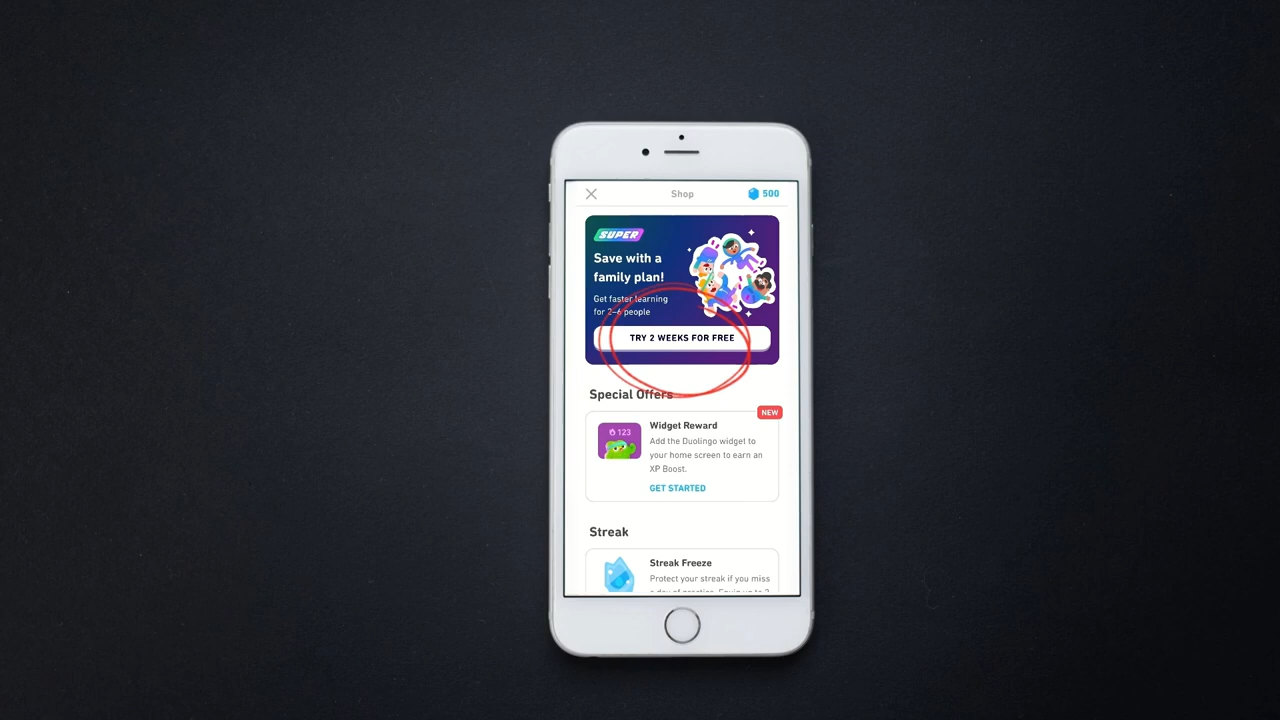 Shop
500
SUPER
Save with a
family plan!
Get faster learning
for 2–6 people
TRY 2 WEEKS FOR FREE
Special Offers
NEW
123
Widget Reward
Add the Duolingo widget to
your home screen to earn an
XP Boost.
GET STARTED
Streak
Streak Freeze
Protect your streak if you miss